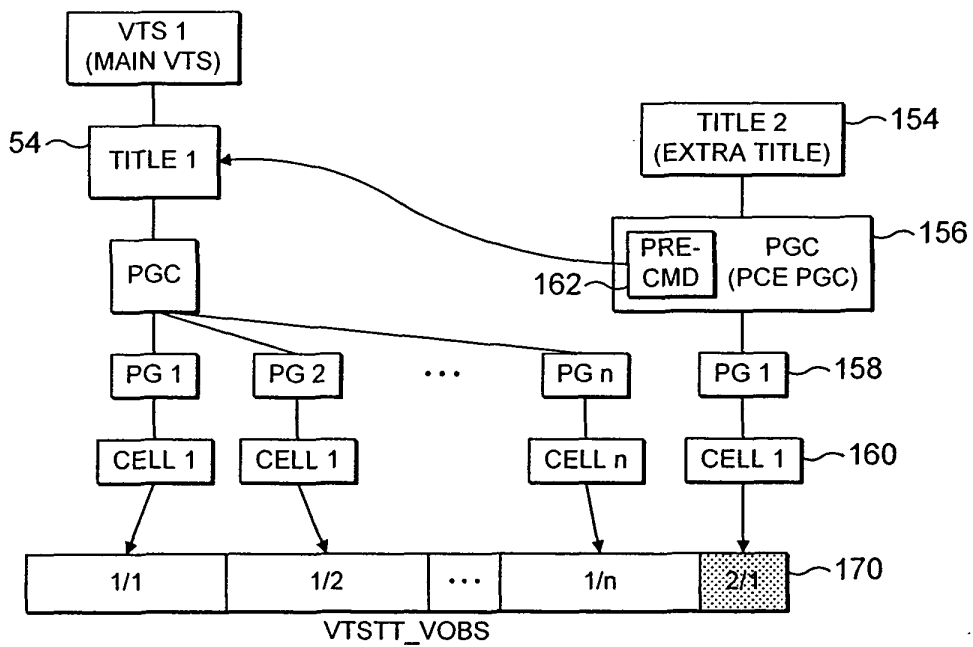 VTS 1
(MAIN VTS)
54
TITLE 1
TITLE 2
(EXTRA TITLE)
154
PGC
PRE-
CMD
162
PGC
(PCE PGC)
156
PG 1
PG 2
...
PG n
PG 1
158
CELL 1
CELL 1
CELL n
CELL 1
160
1/1
1/2
...
1/n
2/1
170
VTSTT_VOBS